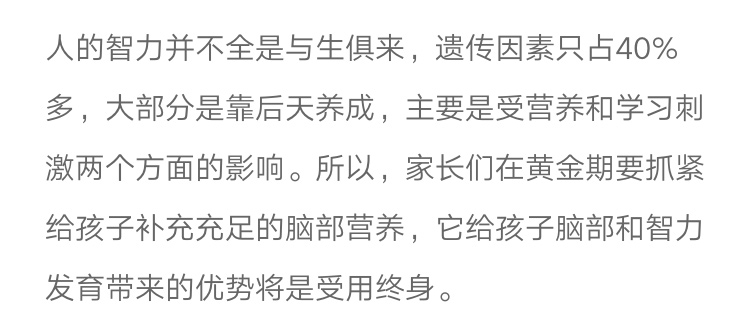 人的智力并不全是与生俱来，遗传因素只占40%
多，大部分是靠后天养成，主要是受营养和学习刺
激两个方面的影响。所以，家长们在黄金期要抓紧
给孩子补充充足的脑部营养，它给孩子脑部和智力
发育带来的优势将是受用终身。